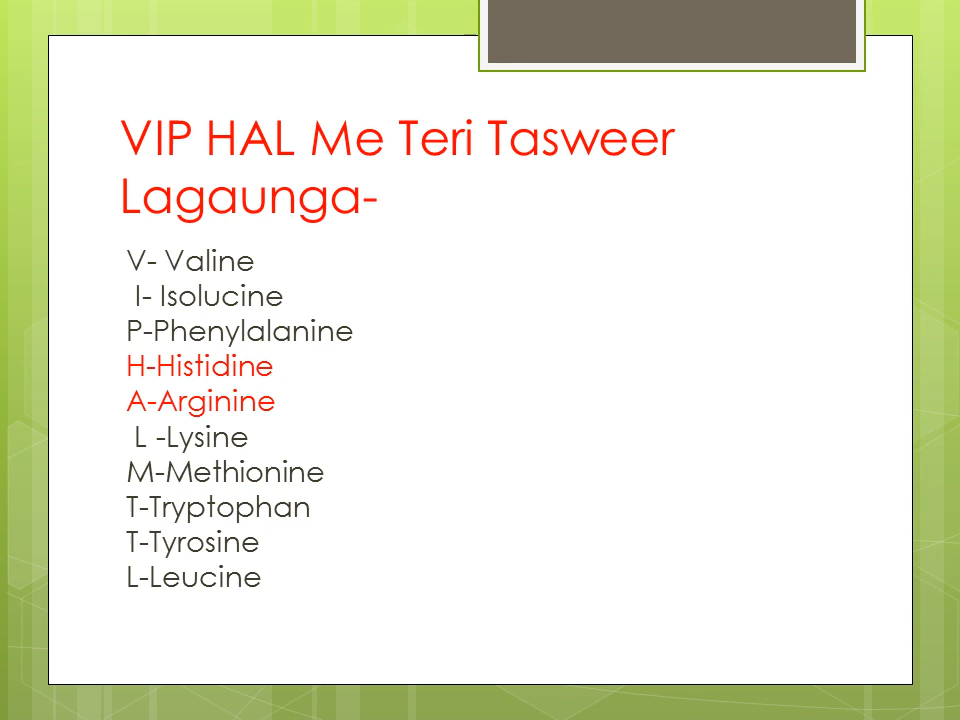 VIP HAL Me Teri Tasweer
Lagaunga-
V- Valine
I- Isolucine
P-Phenylalanine
H-Histidine
A-Arginine
L -Lysine
M-Methionine
T-Tryptophan
T-Tyrosine
L-Leucine